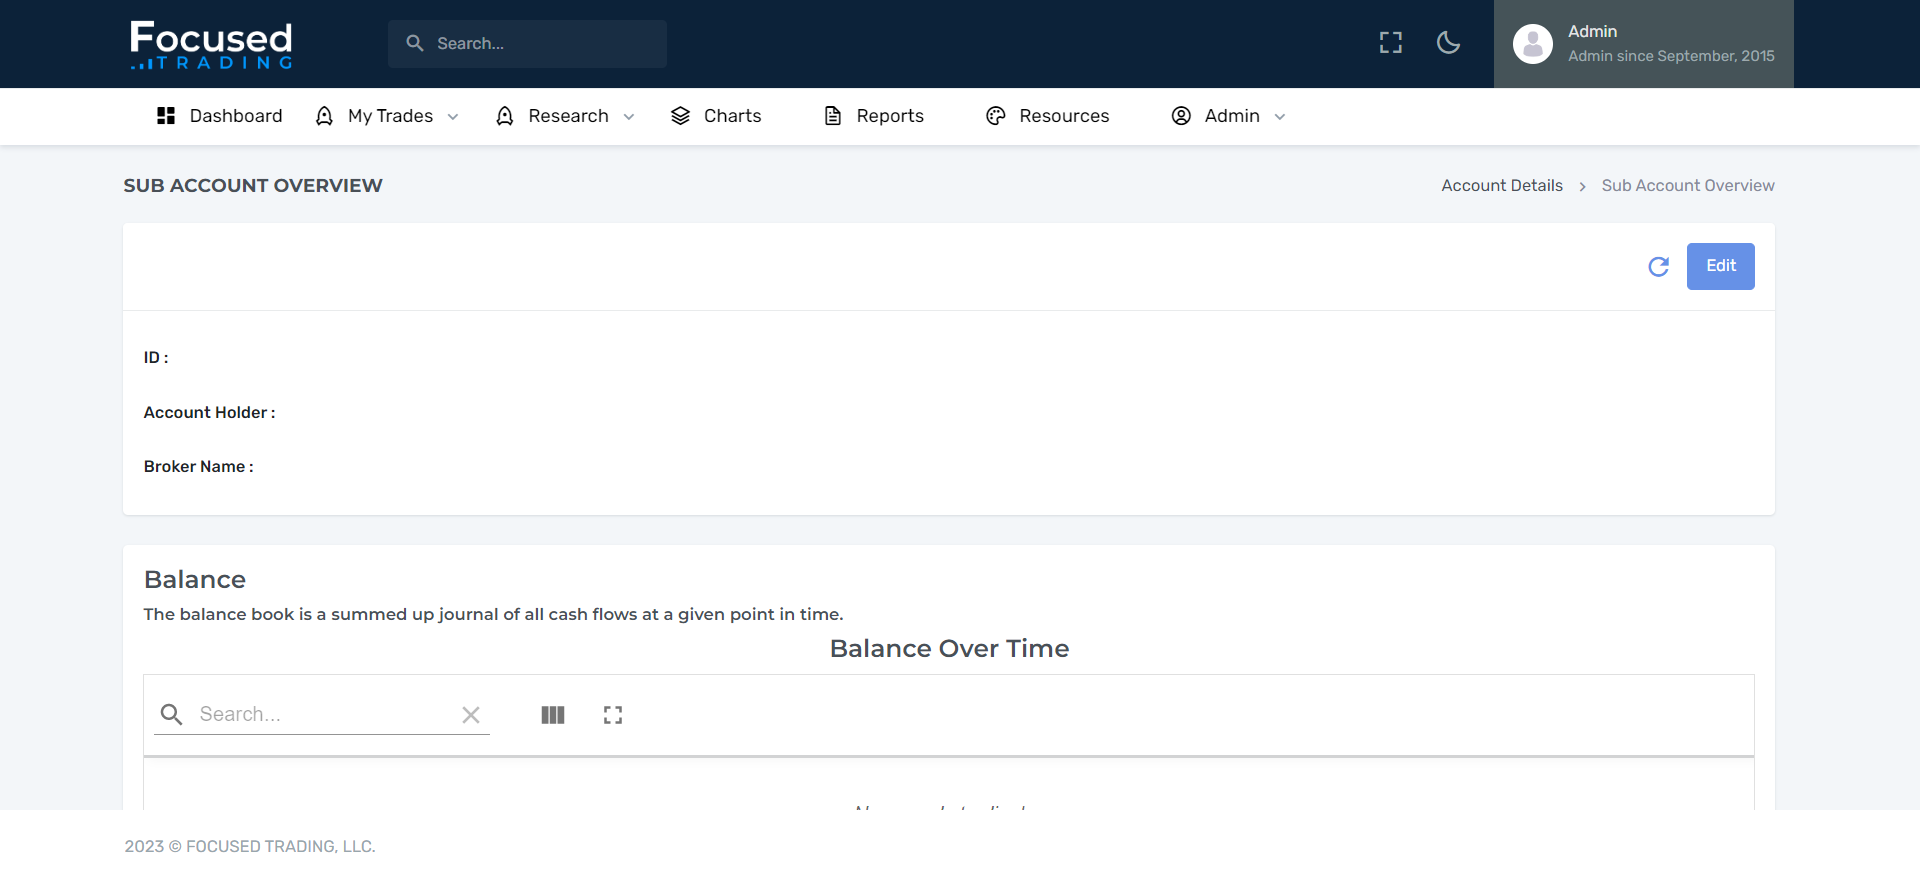 Focused
TRADING
Search...
Admin
Admin since September, 2015
Dashboard
My Trades
Research
Charts
Reports
Resources
Admin
SUB ACCOUNT OVERVIEW
Account Details > Sub Account Overview
Edit
ID :
Account Holder :
Broker Name :
Balance
The balance book is a summed up journal of all cash flows at a given point in time.
Balance Over Time
Search...
2023 © FOCUSED TRADING, LLC.